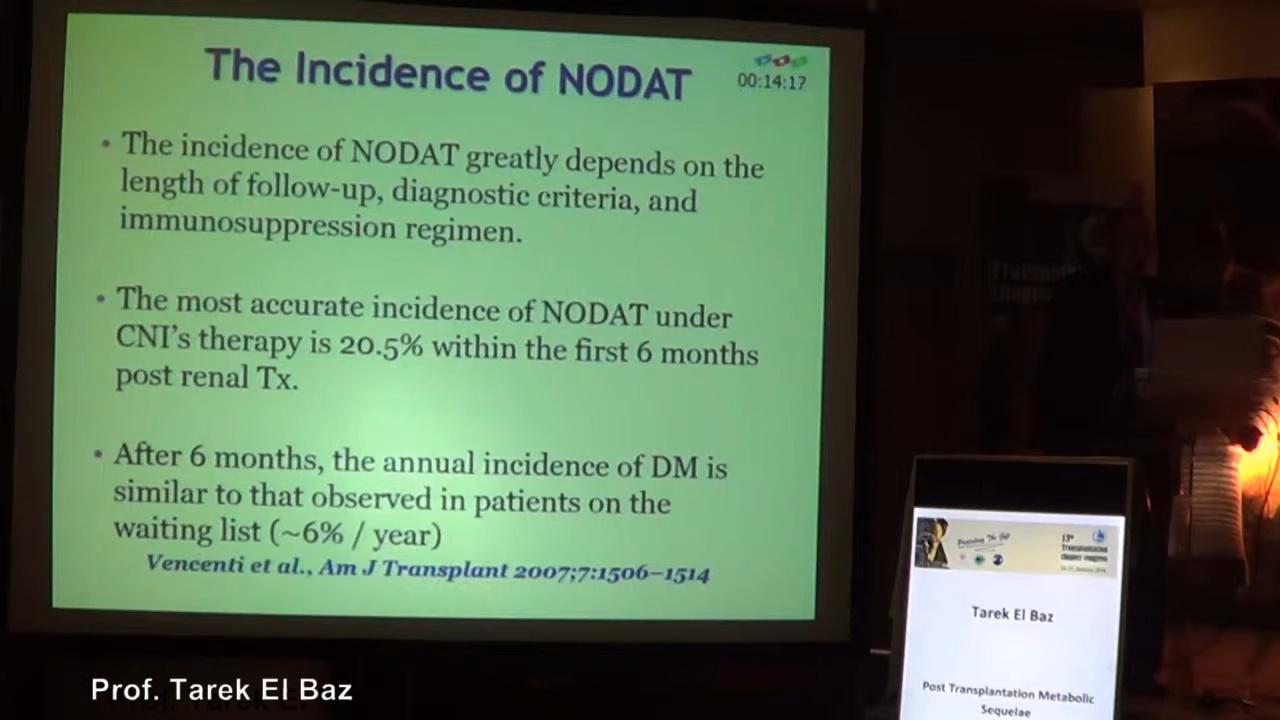 The Incidence of NODAT
00:14:17
• The incidence of NODAT greatly depends on the
length of follow-up, diagnostic criteria, and
immunosuppression regimen.
• The most accurate incidence of NODAT under
CNI's therapy is 20.5% within the first 6 months
post renal Tx.
• After 6 months, the annual incidence of DM is
similar to that observed in patients on the
waiting list (~6% / year)
Vencenti et al., Am J Transplant 2007;7:1506–1514
13th
Transplantation
Tarek El Baz
Post Transplantation Metabolic
Sequelae
Prof. Tarek El Baz